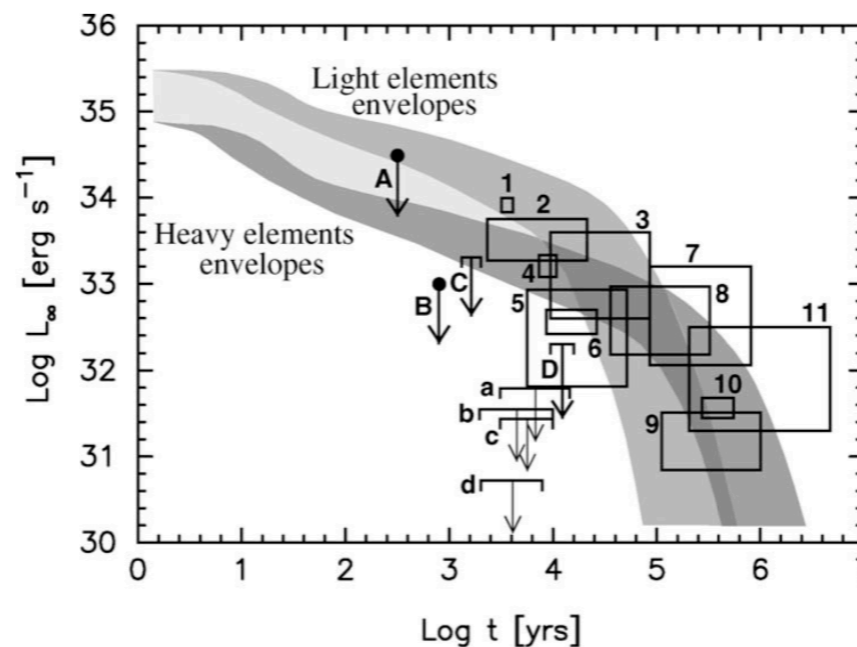 36
35
34
33
32
31
30
Log L∞ [erg s⁻¹]
Light elements
envelopes
Heavy elements
envelopes
A
B
C
D
1
2
3
4
5
6
7
8
9
10
11
a
b
c
d
0 1 2 3 4 5 6
Log t [yrs]